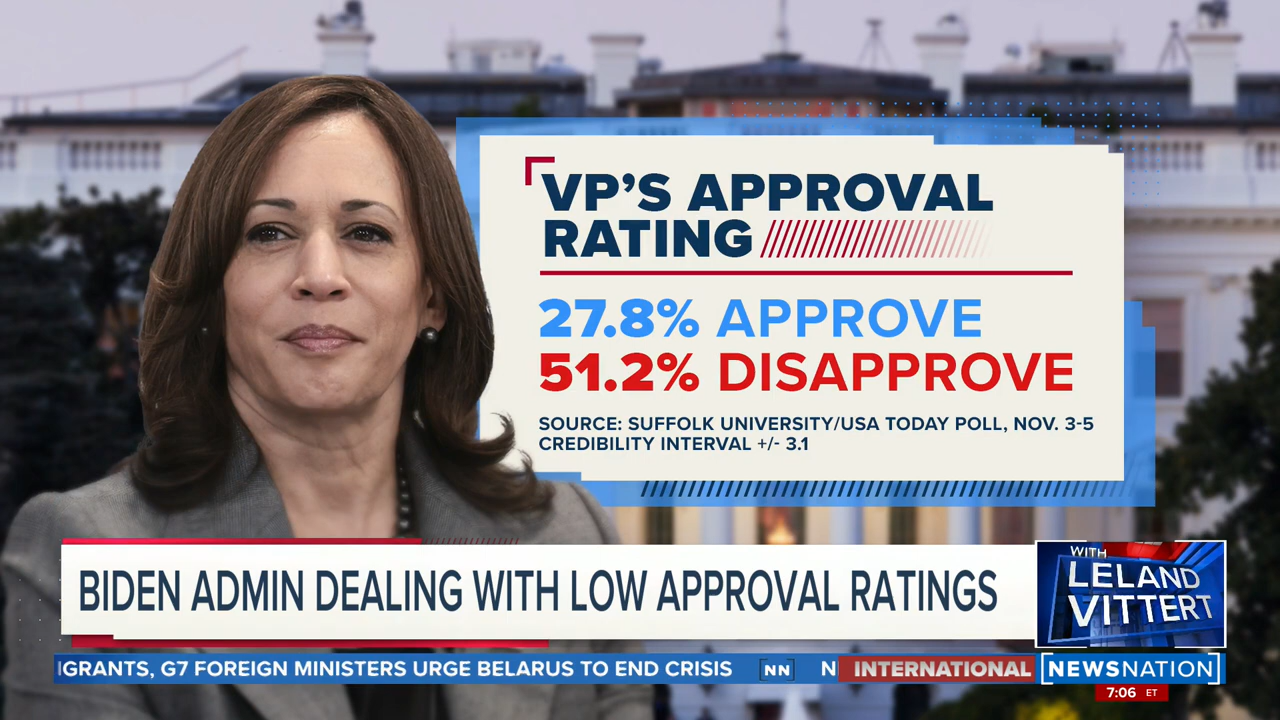 VP'S APPROVAL
RATING
27.8% APPROVE
51.2% DISAPPROVE
SOURCE: SUFFOLK UNIVERSITY/USA TODAY POLL, NOV. 3-5
CREDIBILITY INTERVAL +/- 3.1
BIDEN ADMIN DEALING WITH LOW APPROVAL RATINGS
WITH
LELAND
VITTERT
IGRANTS, G7 FOREIGN MINISTERS URGE BELARUS TO END CRISIS NN N INTERNATIONAL NEWSNATION
7:06 ET